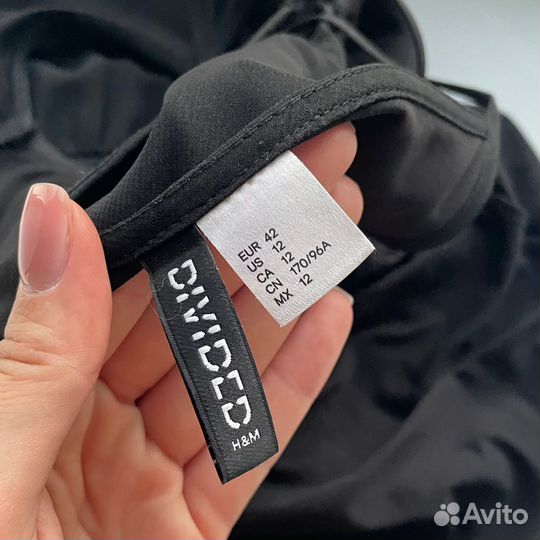 EUR 42
US 12
CA 12
CN 170/96A
MX 12
DIVIDED
H&M
Avito